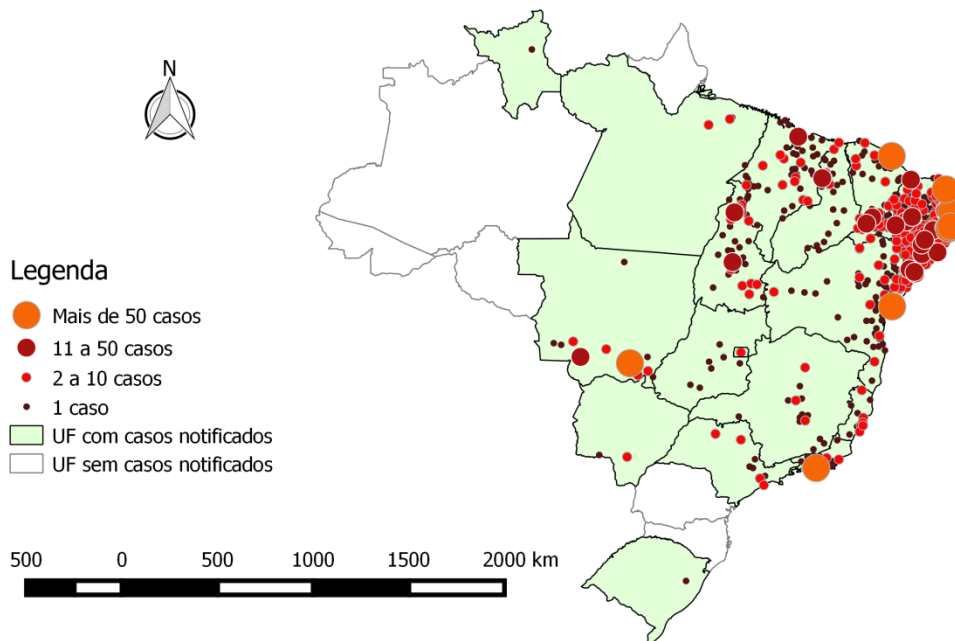 N
Legenda
Mais de 50 casos
11 a 50 casos
2 a 10 casos
1 caso
UF com casos notificados
UF sem casos notificados
500 0 500 1000 1500 2000 km